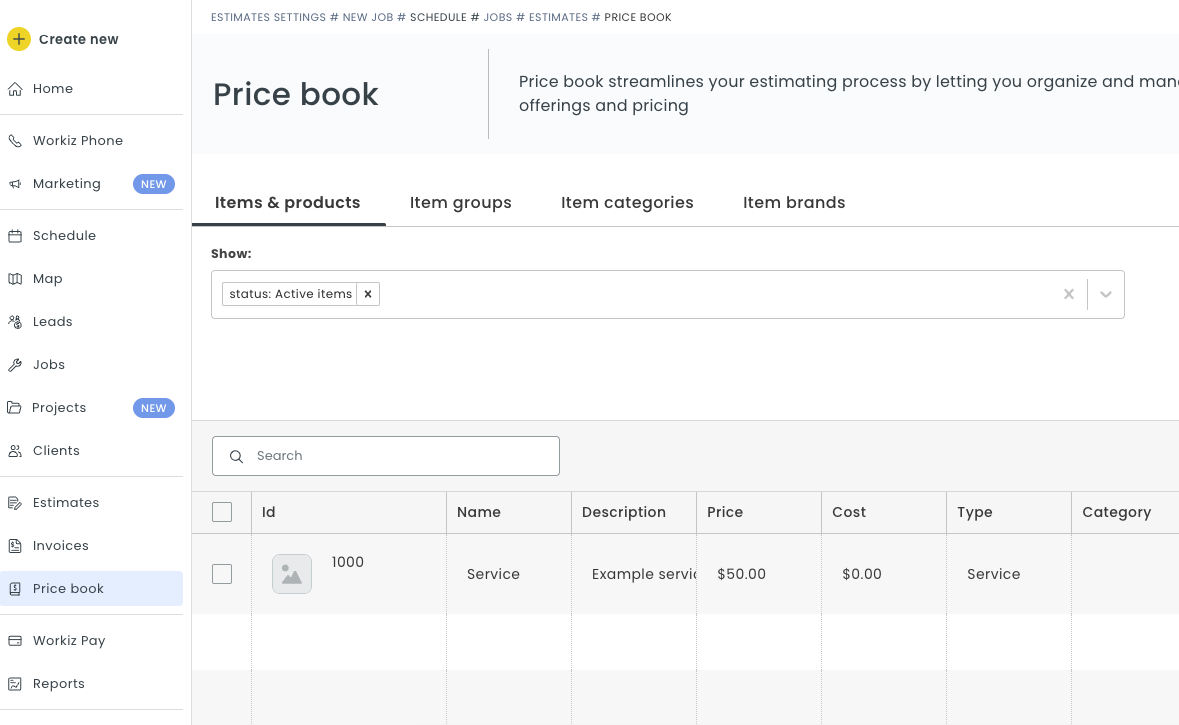 Create new
Home
Workiz Phone
Marketing NEW
Schedule
Map
Leads
Jobs
Projects NEW
Clients
Estimates
Invoices
Price book
Workiz Pay
Reports
ESTIMATES SETTINGS # NEW JOB # SCHEDULE # JOBS # ESTIMATES # PRICE BOOK
Price book
Price book streamlines your estimating process by letting you organize and
offerings and pricing
Items & products Item groups Item categories Item brands
Show:
status: Active items
Search
Id Name Description Price Cost Type Category
1000 Service Example $50.00 $0.00 Service